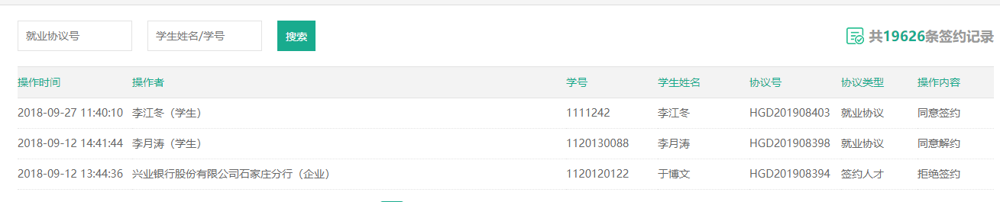 就业协议号 学生姓名/学号 搜索 共19626条签约记录
操作时间 操作者 学号 学生姓名 协议号 协议类型 操作内容
2018-09-27 11:40:10 李江冬（学生） 1111242 李江冬 HGD201908403 就业协议 同意签约
2018-09-12 14:41:44 李月涛（学生） 1120130088 李月涛 HGD201908398 就业协议 同意解约
2018-09-12 13:44:36 兴业银行股份有限公司石家庄分行（企业） 1120120122 于博文 HGD201908394 签约人才 拒绝签约